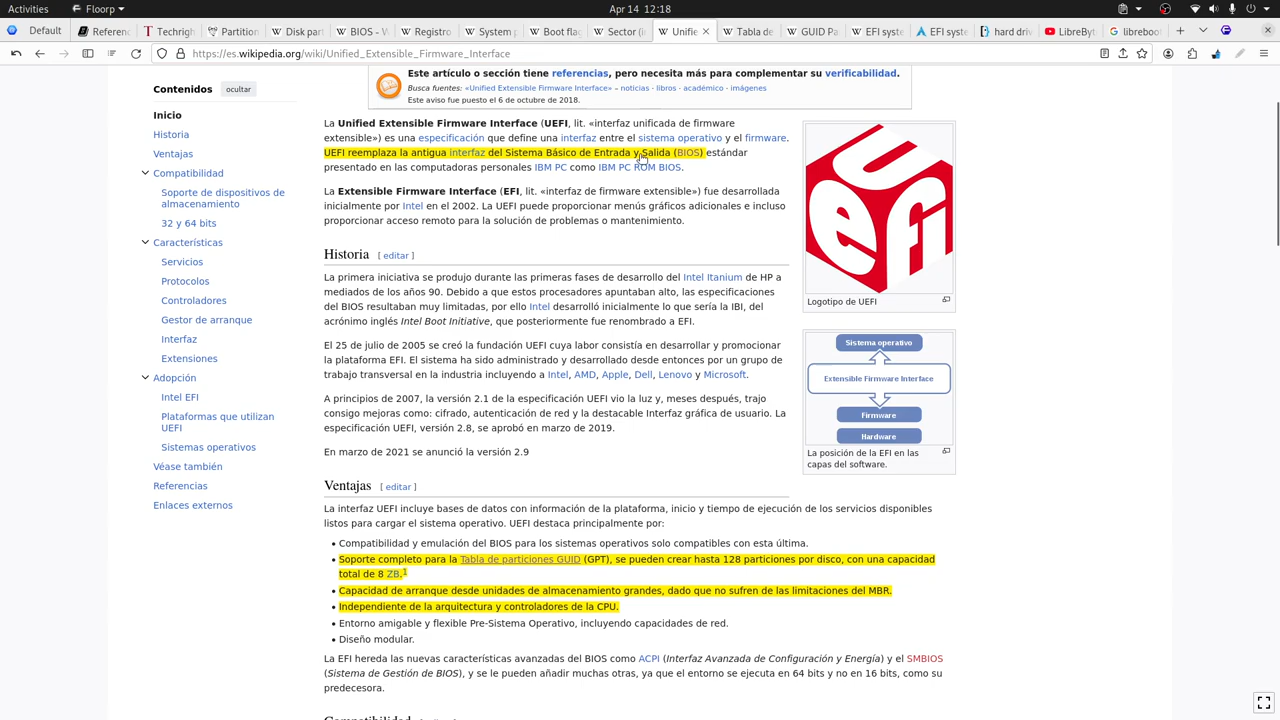 Activities
Floorp
Apr 14 12:18
Default
Referenc
Techrigh
Partition
Disk part
BIOS - W
Registro
System p
Boot flag
Sector (i
Unifie
Tabla de
GUID Pa
EFI syste
EFI syste
hard driv
LibreByt
libreboot
https://es.wikipedia.org/wiki/Unified_Extensible_Firmware_Interface
Contenidos ocultar
Inicio
Historia
Ventajas
Compatibilidad
Soporte de dispositivos de
almacenamiento
32 y 64 bits
Características
Servicios
Protocolos
Controladores
Gestor de arranque
Interfaz
Extensiones
Adopción
Intel EFI
Plataformas que utilizan
UEFI
Sistemas operativos
Véase también
Referencias
Enlaces externos
Este artículo o sección tiene referencias, pero necesita más para complementar su verificabilidad.
Busca fuentes: «Unified Extensible Firmware Interface» – noticias · libros · académico · imágenes
Este aviso fue puesto el 6 de octubre de 2018.
La Unified Extensible Firmware Interface (UEFI, lit. «interfaz unificada de firmware
extensible») es una especificación que define una interfaz entre el sistema operativo y el firmware.
UEFI reemplaza la antigua interfaz del Sistema Básico de Entrada y Salida (BIOS) estándar
presentado en las computadoras personales IBM PC como IBM PC ROM BIOS.
La Extensible Firmware Interface (EFI, lit. «interfaz de firmware extensible») fue desarrollada
inicialmente por Intel en el 2002. La UEFI puede proporcionar menús gráficos adicionales e incluso
proporcionar acceso remoto para la solución de problemas o mantenimiento.
Historia [ editar ]
La primera iniciativa se produjo durante las primeras fases de desarrollo del Intel Itanium de HP a
mediados de los años 90. Debido a que estos procesadores apuntaban alto, las especificaciones
del BIOS resultaban muy limitadas, por ello Intel desarrolló inicialmente lo que sería la IBI, del
acrónimo inglés Intel Boot Initiative, que posteriormente fue renombrado a EFI.
El 25 de julio de 2005 se creó la fundación UEFI cuya labor consistía en desarrollar y promocionar
la plataforma EFI. El sistema ha sido administrado y desarrollado desde entonces por un grupo de
trabajo transversal en la industria incluyendo a Intel, AMD, Apple, Dell, Lenovo y Microsoft.
A principios de 2007, la versión 2.1 de la especificación UEFI vio la luz y, meses después, trajo
consigo mejoras como: cifrado, autenticación de red y la destacable Interfaz gráfica de usuario. La
especificación UEFI, versión 2.8, se aprobó en marzo de 2019.
En marzo de 2021 se anunció la versión 2.9
Ventajas [ editar ]
La interfaz UEFI incluye bases de datos con información de la plataforma, inicio y tiempo de ejecución de los servicios disponibles
listos para cargar el sistema operativo. UEFI destaca principalmente por:
• Compatibilidad y emulación del BIOS para los sistemas operativos solo compatibles con esta última.
• Soporte completo para la Tabla de particiones GUID (GPT), se pueden crear hasta 128 particiones por disco, con una capacidad
total de 8 ZB.1
• Capacidad de arranque desde unidades de almacenamiento grandes, dado que no sufren de las limitaciones del MBR.
• Independiente de la arquitectura y controladores de la CPU.
• Entorno amigable y flexible Pre-Sistema Operativo, incluyendo capacidades de red.
• Diseño modular.
La EFI hereda las nuevas características avanzadas del BIOS como ACPI (Interfaz Avanzada de Configuración y Energía) y el SMBIOS
(Sistema de Gestión de BIOS), y se le pueden añadir muchas otras, ya que el entorno se ejecuta en 64 bits y no en 16 bits, como su
predecesora.
uefi
Logotipo de UEFI
Sistema operativo
Extensible Firmware Interface
Firmware
Hardware
La posición de la EFI en las
capas del software.